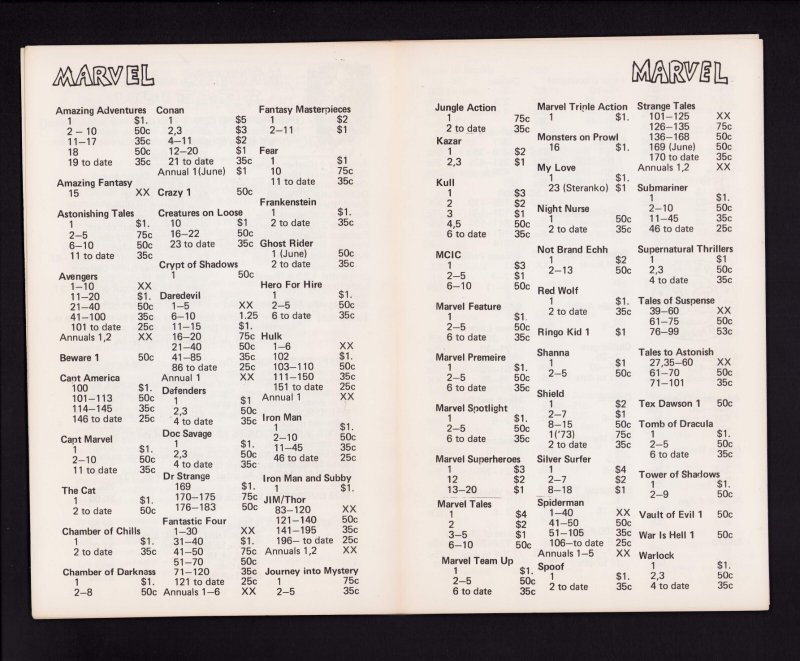 MARVEL
Amazing Adventures
1 $1.
2–10 50c
11–17 35c
18 50c
19 to date 35c
Amazing Fantasy
15 XX
Astonishing Tales
1 $1.
2–5 75c
6–10 50c
11 to date 35c
Avengers
1–10 XX
11–20 $1.
21–40 50c
41–100 35c
101 to date 25c
Annuals 1,2 XX
Beware 1 50c
Capt America
100 $1.
101–113 50c
114–145 35c
146 to date 25c
Capt Marvel
1 $1.
2–10 50c
11 to date 35c
The Cat
1 $1.
2 to date 50c
Chamber of Chills
1 $1.
2 to date 35c
Chamber of Darknass
1 $1.
2–8 50c
Conan
1 $5
2,3 $3
4–11 $2
12–20 $1
21 to date 35c
Annual 1(June) $1
Crazy 1 50c
Creatures on Loose
10 $1
16–22 50c
23 to date 35c
Crypt of Shadows
1 50c
Daredevil
1–5 XX
6–10 1.25
11–15 $1.
16–20 75c
21–40 50c
41–85 35c
86 to date 25c
Annual 1 XX
Defenders
1 $1
2,3 50c
4 to date 35c
Doc Savage
1 $1.
2,3 50c
4 to date 35c
Dr Strange
169 $1.
170–175 75c
176–183 50c
Fantastic Four
1–30 XX
31–40 $1.
41–50 75c
51–70 50c
71–120 35c
121 to date 25c
Annuals 1–6 XX
Fantasy Masterpieces
1 $2
2–11 $1
Fear
1 $1
10 75c
11 to date 35c
Frankenstein
1 $1.
2 to date 35c
Ghost Rider
1 (June) 50c
2 to date 35c
Hero For Hire
1 $1.
2–5 50c
6 to date 35c
Hulk
1–6 XX
102 $1.
103–110 50c
111–150 35c
151 to date 25c
Annual 1 XX
Iron Man
1 $1.
2–10 50c
11–45 35c
46 to date 25c
Iron Man and Subby
1 $1.
JIM/Thor
83–120 XX
121–140 50c
141–195 35c
196– to date 25c
Annuals 1,2 XX
Journey into Mystery
1 75c
2–5 35c
MARVEL
Jungle Action
1 75c
2 to date 35c
Kazar
1 $2
2,3 $1
Kull
1 $3
2 $2
3 $1
4,5 50c
6 to date 35c
MCIC
1 $3
2–5 $1
6–10 50c
Marvel Feature
1 $1.
2–5 50c
6 to date 35c
Marvel Premeire
1 $1.
2–5 50c
6 to date 35c
Marvel Spotlight
1 $1.
2–5 50c
6 to date 35c
Marvel Superheroes
1 $3
12 $2
13–20 $1
Marvel Tales
1 $4
2 $2
3–5 $1
6–10 50c
Marvel Team Up
1 $1.
2–5 50c
6 to date 35c
Marvel Triple Action
1 $1.
Monsters on Prowl
16 $1.
My Love
1 $1.
23 (Steranko) $1
Night Nurse
1 50c
2 to date 35c
Not Brand Echh
1 $2
2–13 50c
Red Wolf
1 $1.
2 to date 35c
Ringo Kid 1 $1
Shanna
1 $1
2–5 50c
Shield
1 $2
2–7 $1
8–15 50c
1('73) 75c
2 to date 35c
Silver Surfer
1 $4
2–7 $2
8–18 $1
Spiderman
1–40 XX
41–50 50c
51–105 35c
106–to date 25c
Annuals 1–5 XX
Spoof
1 $1.
2 to date 35c
Strange Tales
101–125 XX
126–135 75c
136–168 50c
169 (June) 50c
170 to date 35c
Annuals 1,2 XX
Submariner
1 $1.
2–10 50c
11–45 35c
46 to date 25c
Supernatural Thrillers
1 $1
2,3 50c
4 to date 35c
Tales of Suspense
39–60 XX
61–75 50c
76–99 53c
Tales to Astonish
27,35–60 XX
61–70 50c
71–101 35c
Tex Dawson 1 50c
Tomb of Dracula
1 $1.
2–5 50c
6 to date 35c
Tower of Shadows
1 $1.
2–9 50c
Vault of Evil 1 50c
War Is Hell 1 50c
Warlock
1 $1.
2,3 50c
4 to date 35c